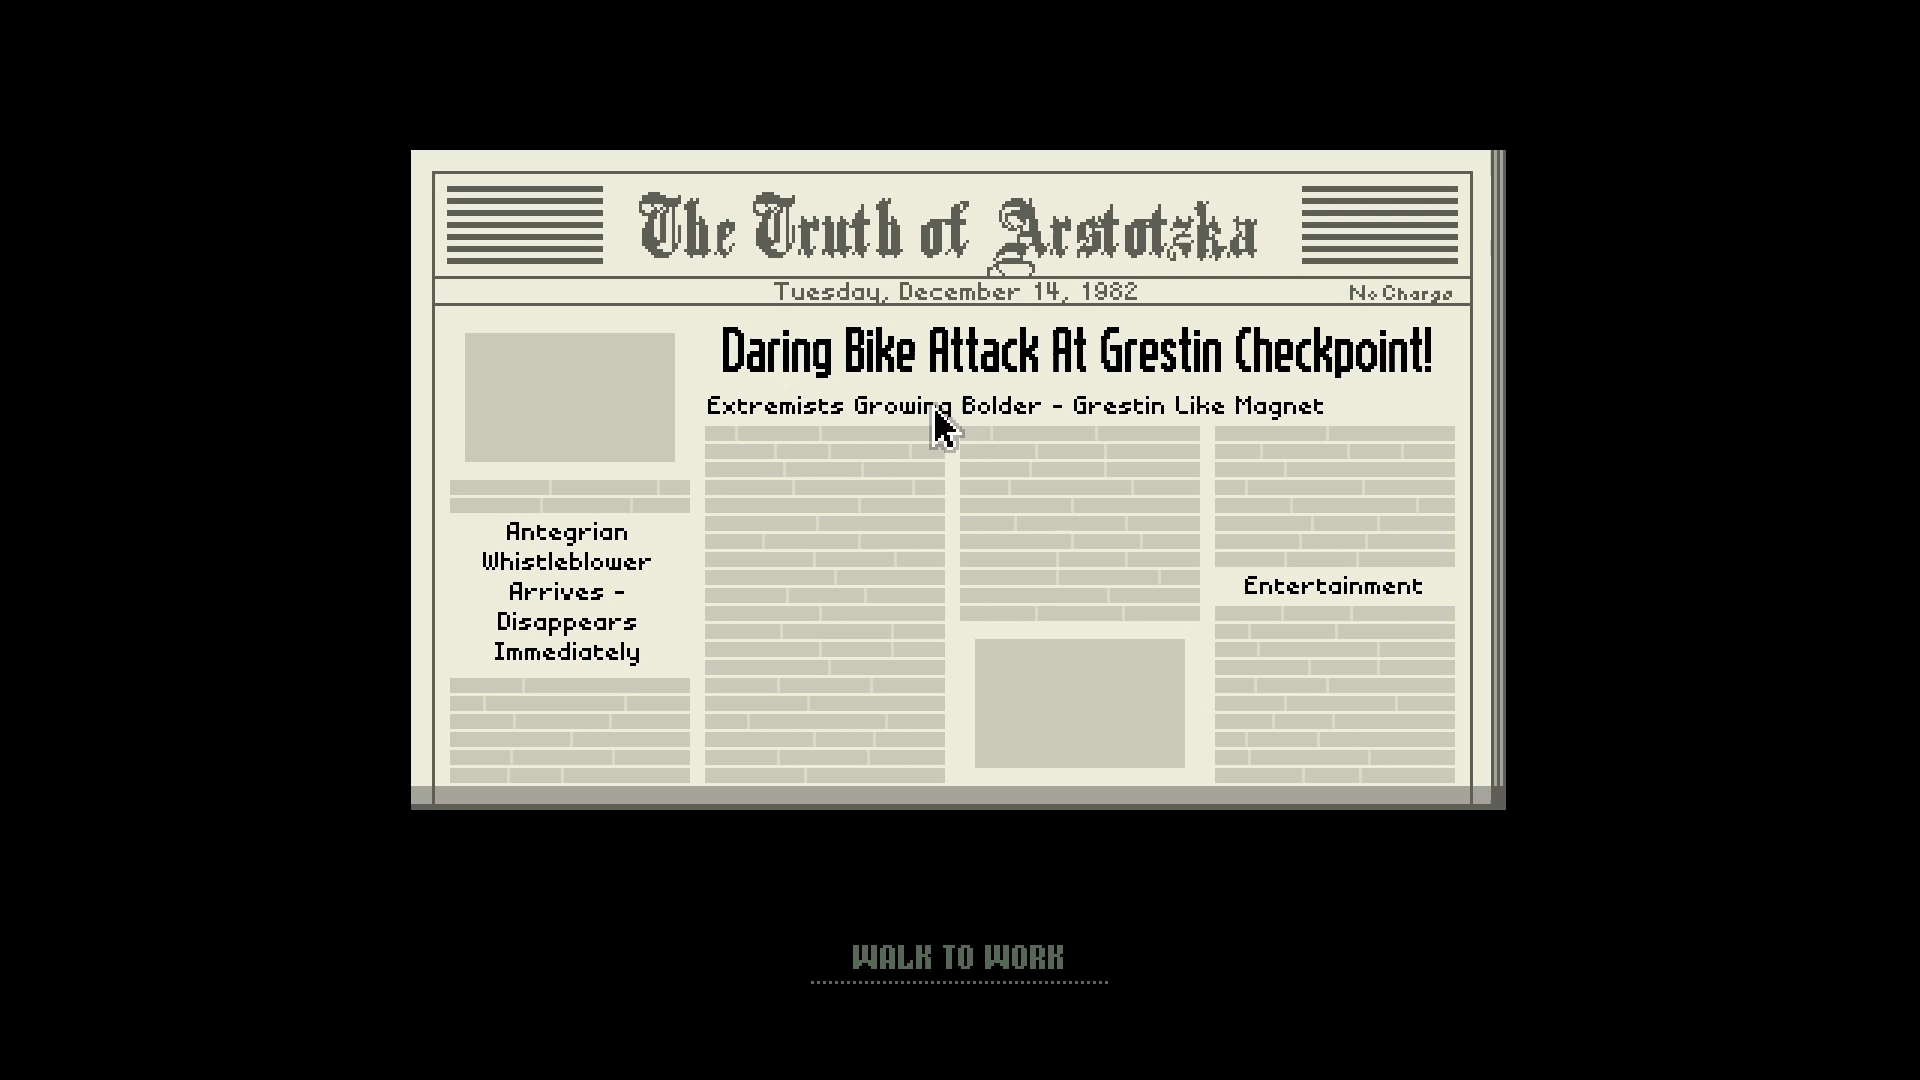 The Truth of Arstotzka
Tuesday, December 14, 1982
No Charge
Daring Bike Attack At Grestin Checkpoint!
Extremists Growing Bolder - Grestin Like Magnet
Antegrian
Whistleblower
Arrives -
Disappears
Immediately
Entertainment
WALK TO WORK